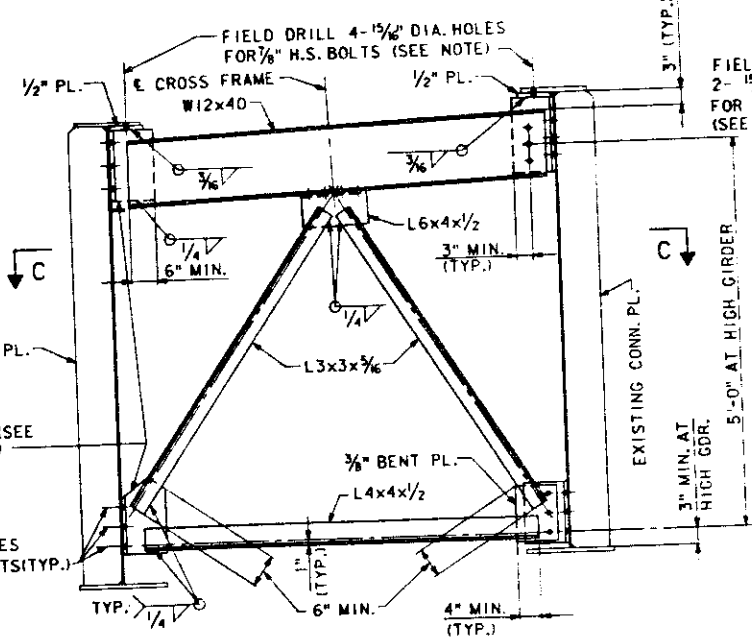 FIELD DRILL 4- 15/16" DIA. HOLES
FOR 7/8" H.S. BOLTS (SEE NOTE)
3" (TYP.)
1/2" PL.
℄ CROSS FRAME
W12x40
1/2" PL.
FIEL
2- 15
FOR
(SEE
3/16
3/16
L6x4x1/2
C
1/4
6" MIN.
3" MIN.
(TYP.)
C
1/4
PL.
L3x3x5/16
EXISTING CONN. PL.
5'-0" AT HIGH GIRDER
SEE
3/8" BENT PL.
L4x4x1/2
3" MIN. AT
HIGH GDR.
ES
TS(TYP.)
1"
(TYP.)
TYP.
1/4
6" MIN.
4" MIN.
(TYP.)